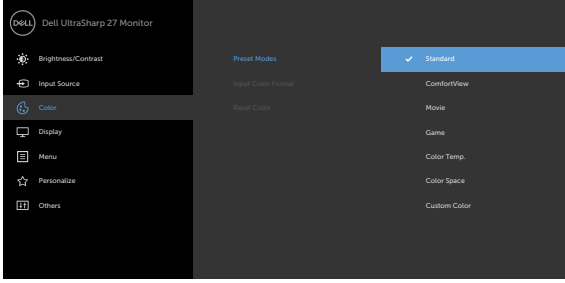 DELL
Dell UltraSharp 27 Monitor
Brightness/Contrast
Input Source
Color
Display
Menu
Personalize
Others
Preset Modes
Input Color Format
Reset Color
Standard
ComfortView
Movie
Game
Color Temp.
Color Space
Custom Color